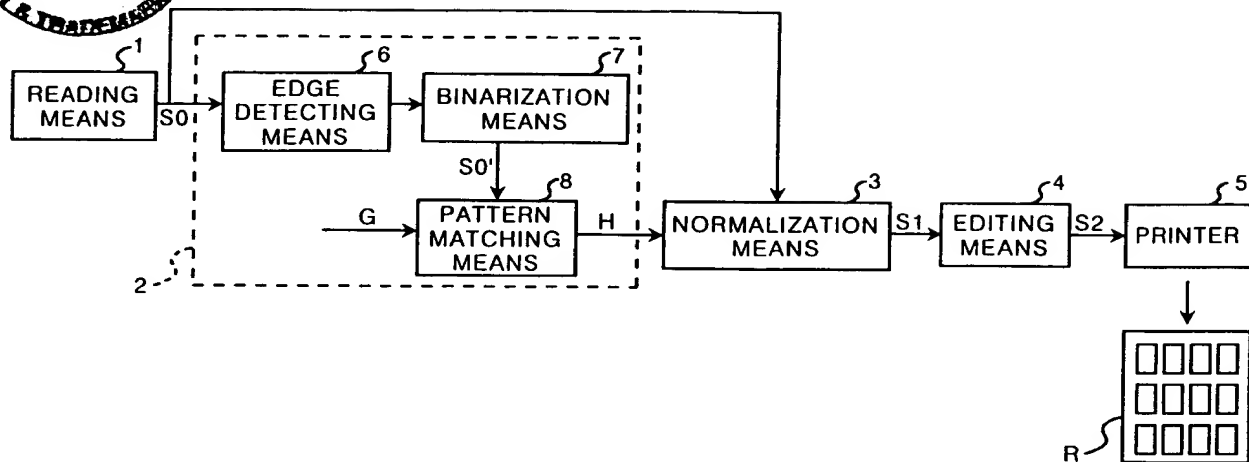 & TRADEMARK
1
READING
MEANS
S0
6
EDGE
DETECTING
MEANS
7
BINARIZATION
MEANS
S0'
G
8
PATTERN
MATCHING
MEANS
H
2
3
NORMALIZATION
MEANS
S1
4
EDITING
MEANS
S2
5
PRINTER
R